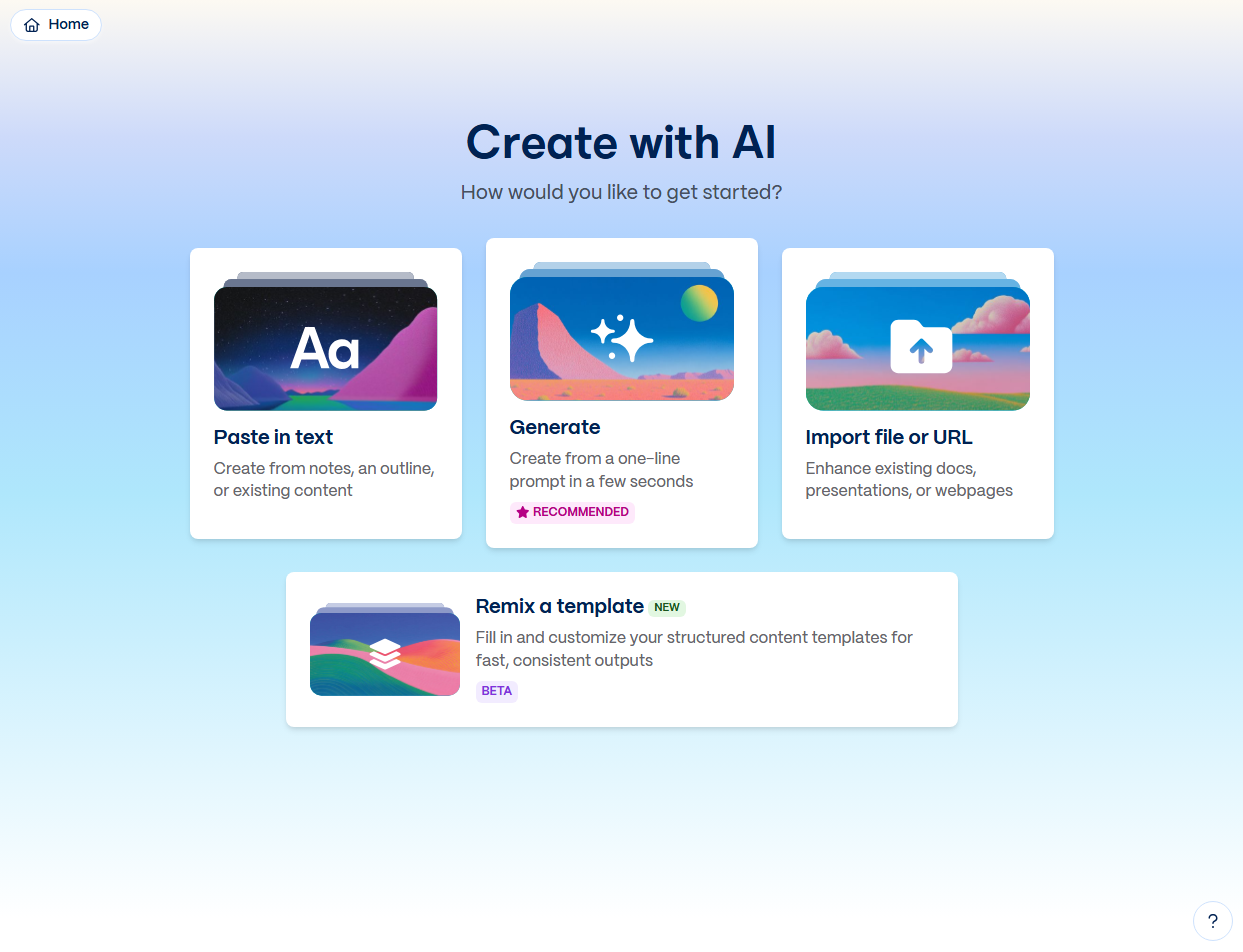 Home
Create with AI
How would you like to get started?
Aa
Paste in text
Create from notes, an outline,
or existing content
Generate
Create from a one-line
prompt in a few seconds
RECOMMENDED
Import file or URL
Enhance existing docs,
presentations, or webpages
Remix a template NEW
Fill in and customize your structured content templates for
fast, consistent outputs
BETA
?